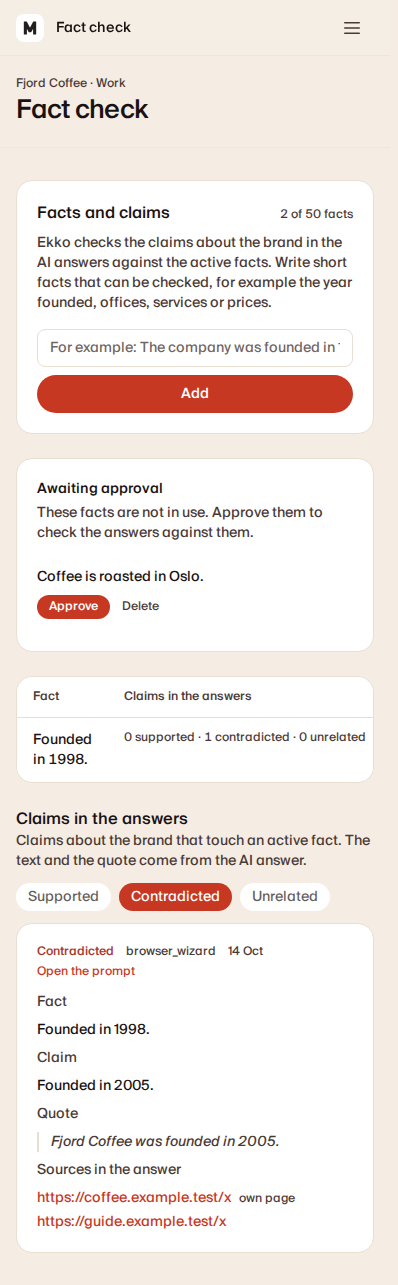 M Fact check
Fjord Coffee · Work
Fact check
Facts and claims 2 of 50 facts
Ekko checks the claims about the brand in the
AI answers against the active facts. Write short
facts that can be checked, for example the year
founded, offices, services or prices.
For example: The company was founded in
Add
Awaiting approval
These facts are not in use. Approve them to
check the answers against them.
Coffee is roasted in Oslo.
Approve Delete
Fact Claims in the answers
Founded 0 supported · 1 contradicted · 0 unrelated
in 1998.
Claims in the answers
Claims about the brand that touch an active fact. The
text and the quote come from the AI answer.
Supported Contradicted Unrelated
Contradicted browser_wizard 14 Oct
Open the prompt
Fact
Founded in 1998.
Claim
Founded in 2005.
Quote
Fjord Coffee was founded in 2005.
Sources in the answer
https://coffee.example.test/x own page
https://guide.example.test/x